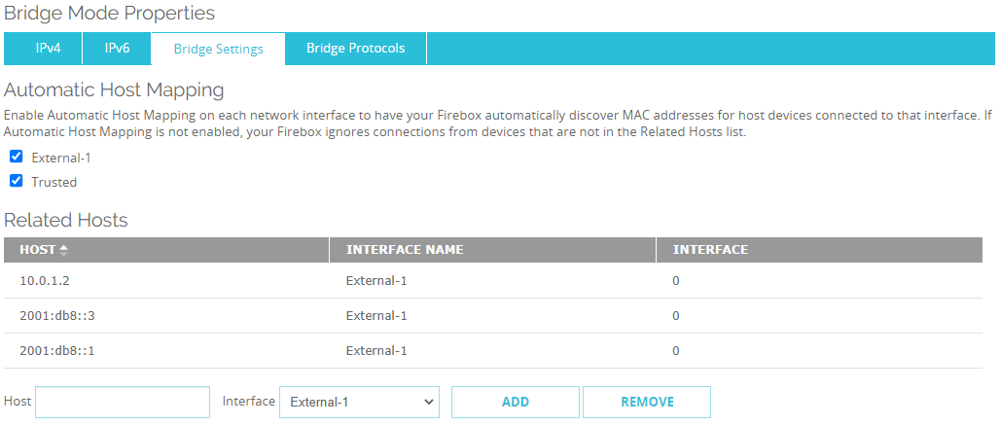 Bridge Mode Properties
IPv4 IPv6 Bridge Settings Bridge Protocols
Automatic Host Mapping
Enable Automatic Host Mapping on each network interface to have your Firebox automatically discover MAC addresses for host devices connected to that interface. If
Automatic Host Mapping is not enabled, your Firebox ignores connections from devices that are not in the Related Hosts list.
External-1
Trusted
Related Hosts
HOST INTERFACE NAME INTERFACE
10.0.1.2 External-1 0
2001:db8::3 External-1 0
2001:db8::1 External-1 0
Host Interface External-1 ADD REMOVE